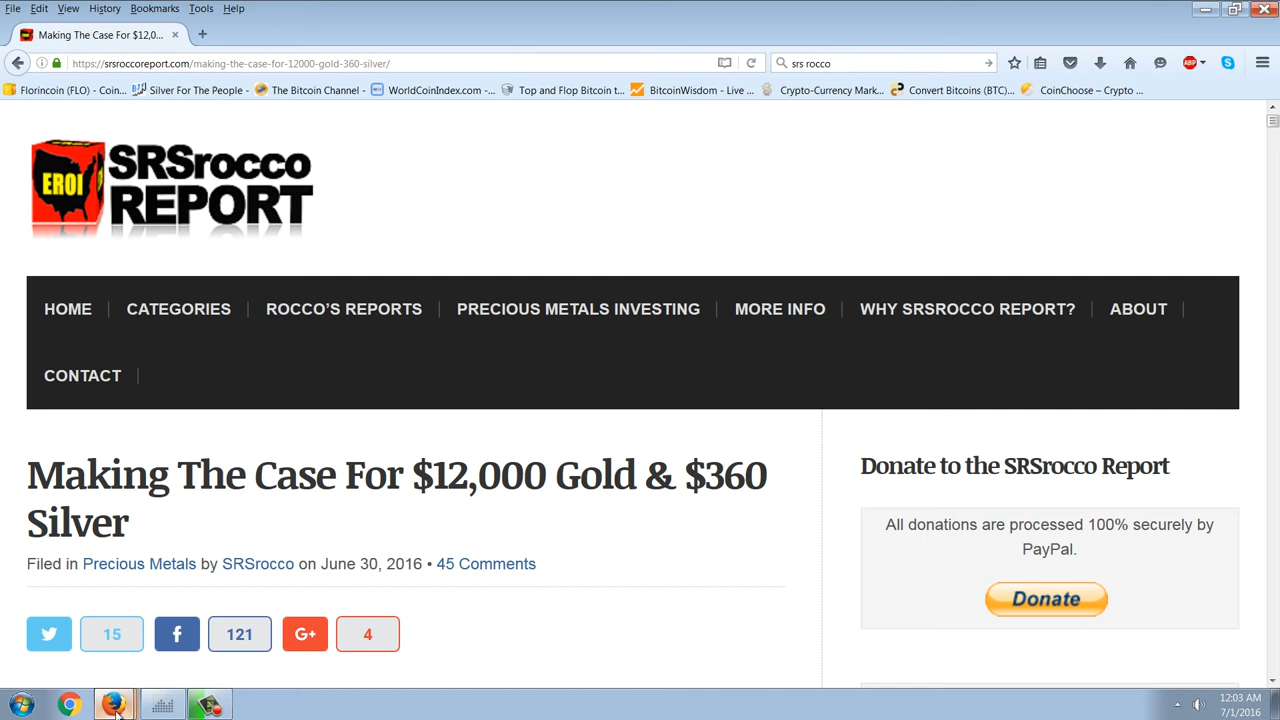 File Edit View History Bookmarks Tools Help
Making The Case For $12,0...
https://srsroccoreport.com/making-the-case-for-12000-gold-360-silver/
srs rocco
ABP
Florincoin (FLO) - Coin... Silver For The People - The Bitcoin Channel - WorldCoinIndex.com -... Top and Flop Bitcoin t... BitcoinWisdom - Live ... Crypto-Currency Mark... Convert Bitcoins (BTC)... CoinChoose – Crypto ...
EROI
SRSrocco
REPORT
HOME CATEGORIES ROCCO'S REPORTS PRECIOUS METALS INVESTING MORE INFO WHY SRSROCCO REPORT? ABOUT
CONTACT
Making The Case For $12,000 Gold & $360
Silver
Filed in Precious Metals by SRSrocco on June 30, 2016 • 45 Comments
15 121 G+ 4
Donate to the SRSrocco Report
All donations are processed 100% securely by
PayPal.
Donate
12:03 AM
7/1/2016